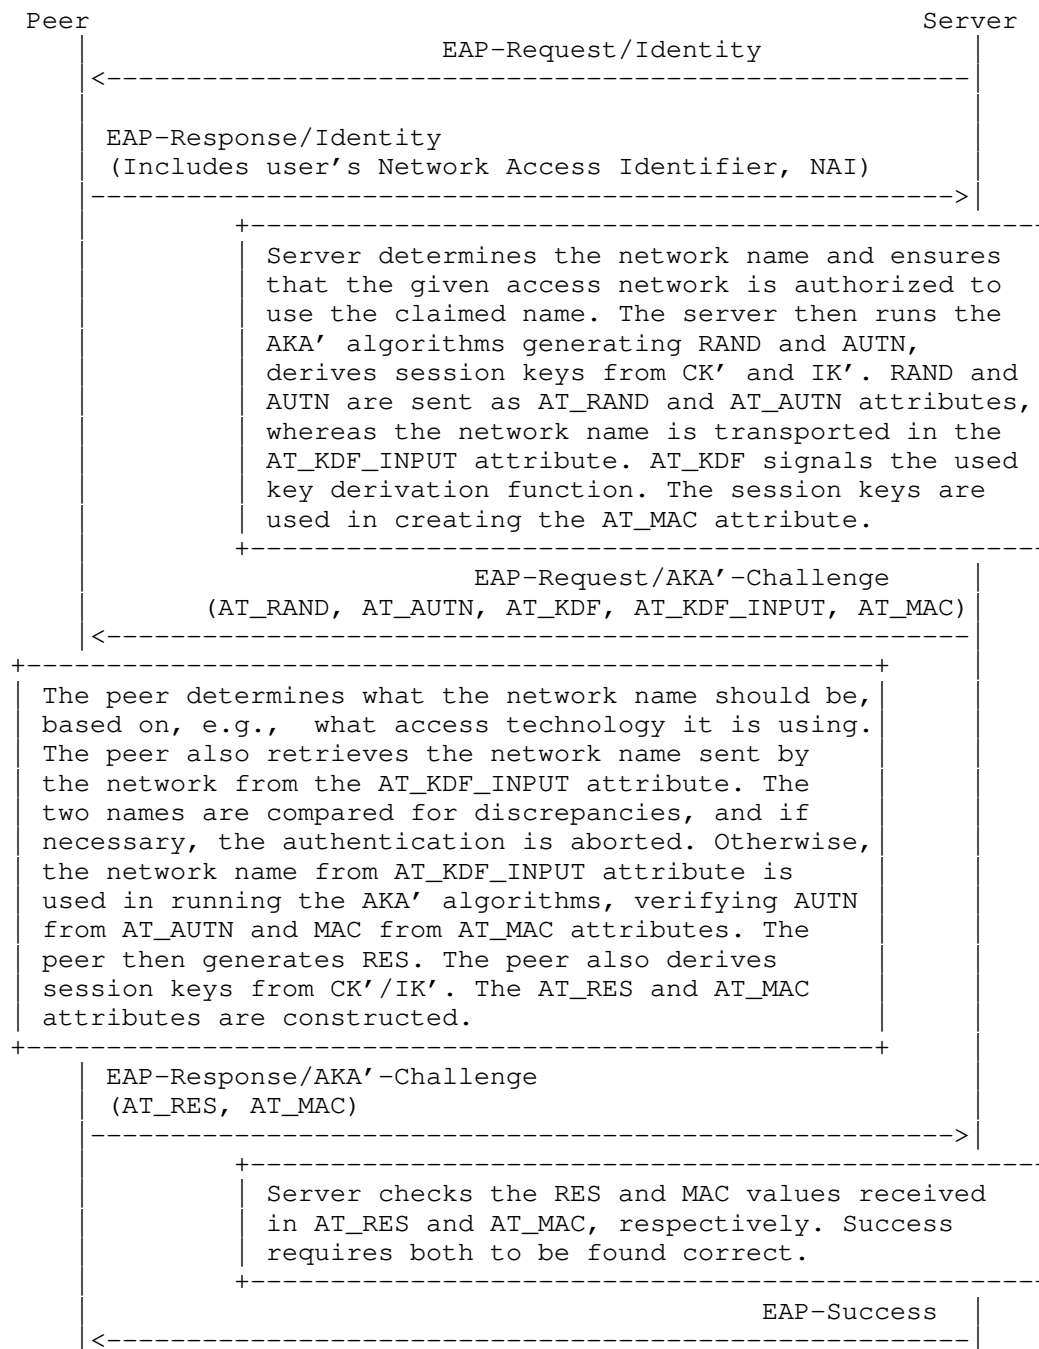 Peer Server
EAP-Request/Identity
EAP-Response/Identity
(Includes user's Network Access Identifier, NAI)
Server determines the network name and ensures
that the given access network is authorized to
use the claimed name. The server then runs the
AKA' algorithms generating RAND and AUTN,
derives session keys from CK' and IK'. RAND and
AUTN are sent as AT_RAND and AT_AUTN attributes,
whereas the network name is transported in the
AT_KDF_INPUT attribute. AT_KDF signals the used
key derivation function. The session keys are
used in creating the AT_MAC attribute.
EAP-Request/AKA'-Challenge
(AT_RAND, AT_AUTN, AT_KDF, AT_KDF_INPUT, AT_MAC)
The peer determines what the network name should be,
based on, e.g., what access technology it is using.
The peer also retrieves the network name sent by
the network from the AT_KDF_INPUT attribute. The
two names are compared for discrepancies, and if
necessary, the authentication is aborted. Otherwise,
the network name from AT_KDF_INPUT attribute is
used in running the AKA' algorithms, verifying AUTN
from AT_AUTN and MAC from AT_MAC attributes. The
peer then generates RES. The peer also derives
session keys from CK'/IK'. The AT_RES and AT_MAC
attributes are constructed.
EAP-Response/AKA'-Challenge
(AT_RES, AT_MAC)
Server checks the RES and MAC values received
in AT_RES and AT_MAC, respectively. Success
requires both to be found correct.
EAP-Success